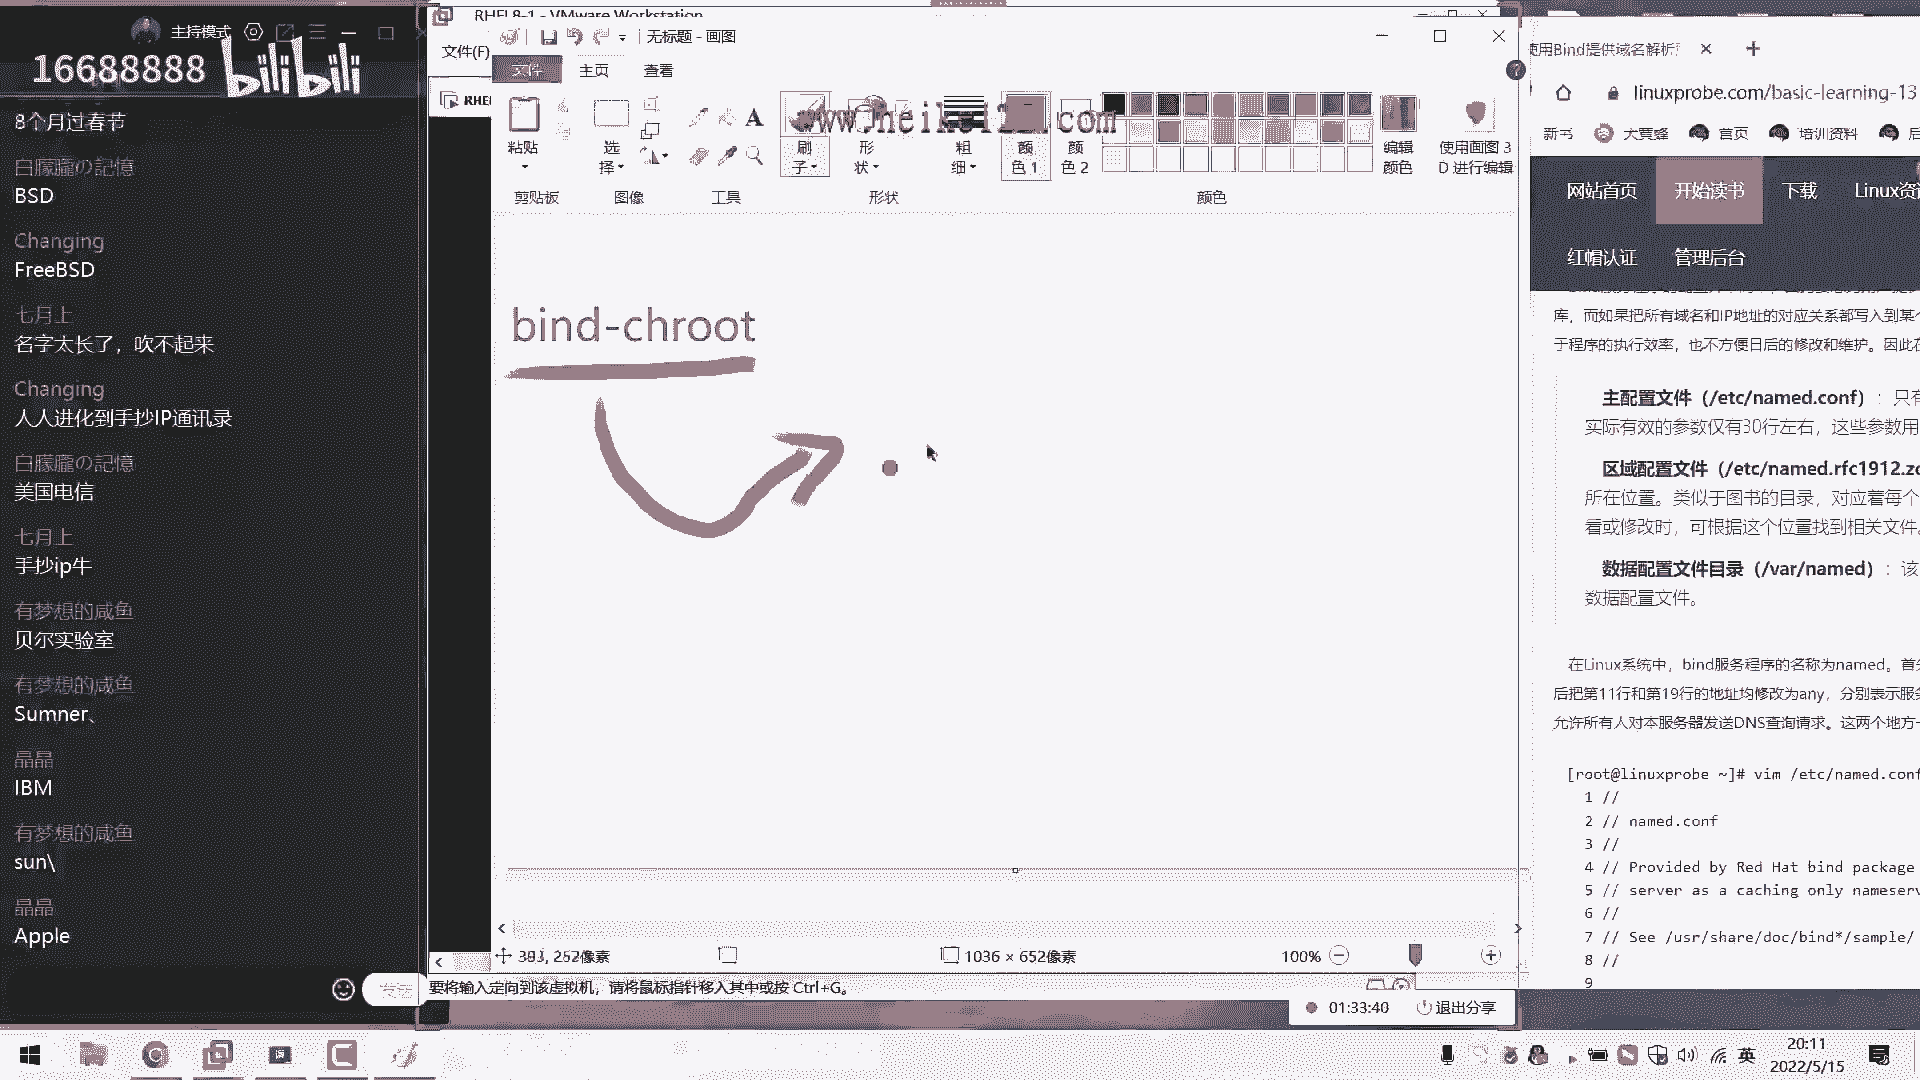 主持模式
16688888 bilibili
8个月过春节
白朦朧の記憶
BSD
Changing
FreeBSD
七月上
名字太长了，吹不起来
Changing
人人进化到手抄IP通讯录
白朦朧の記憶
美国电信
七月上
手抄ip牛
有梦想的咸鱼
贝尔实验室
有梦想的咸鱼
Sumner、
晶晶
IBM
有梦想的咸鱼
sun\
晶晶
Apple
发送
RHEL8-1 - VMware Workstation
文件(F)
无标题 - 画图
文件 主页 查看
粘贴
选择
刷子
形状
粗细
颜色 1
颜色 2
编辑颜色
使用画图 3D 进行编辑
剪贴板 图像 工具 形状 颜色
bind-chroot
393, 252像素
1036 × 652像素
100%
要将输入定向到该虚拟机，请将鼠标指针移入其中或按 Ctrl+G。
01:33:40 退出分享
使用Bind提供域名解析
linuxprobe.com/basic-learning-13
新书 大黄蜂 首页 培训资料
网站首页 开始读书 下载 Linux资
红帽认证 管理后台
库，而如果把所有域名和IP地址的对应关系都写入到某个
于程序的执行效率，也不方便日后的修改和维护。因此在
主配置文件（/etc/named.conf）：只有
实际有效的参数仅有30行左右，这些参数用
区域配置文件（/etc/named.rfc1912.zo
所在位置。类似于图书的目录，对应着每个
看或修改时，可根据这个位置找到相关文件。
数据配置文件目录（/var/named）：该
数据配置文件。
在Linux系统中，bind服务程序的名称为named。首先
后把第11行和第19行的地址均修改为any，分别表示服务
允许所有人对本服务器发送DNS查询请求。这两个地方一
[root@linuxprobe ~]# vim /etc/named.conf
1 //
2 // named.conf
3 //
4 // Provided by Red Hat bind package
5 // server as a caching only nameserv
6 //
7 // See /usr/share/doc/bind*/sample/
8 //
9
英
20:11
2022/5/15